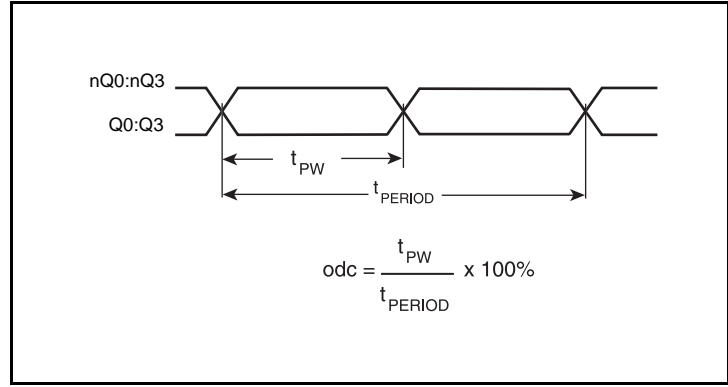 nQ0:nQ3
Q0:Q3
tPW
tPERIOD
odc = tPW / tPERIOD x 100%